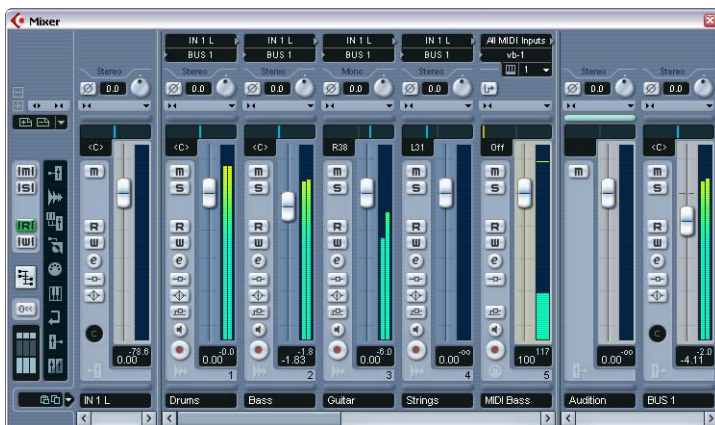 Mixer
IN 1 L IN 1 L IN 1 L IN 1 L All MIDI Inputs
BUS 1 BUS 1 BUS 1 BUS 1 vb-1
Stereo Stereo Stereo Mono Stereo 1 Stereo Stereo
0.0 0.0 0.0 0.0 0.0 0.0 0.0
<C> <C> <C> R38 L31 Off <C>
m m m m m m m m
S S S S S S
R R R R R R R
W W W W W W W
e e e e e e e
C C
-78.6 -0.0 -1.8 -6.0 -oo 117 -oo -2.0
0.00 0.00 -1.83 0.00 0.00 100 0.00 -4.11
1 2 3 4 5
IN 1 L Drums Bass Guitar Strings MIDI Bass Audition BUS 1